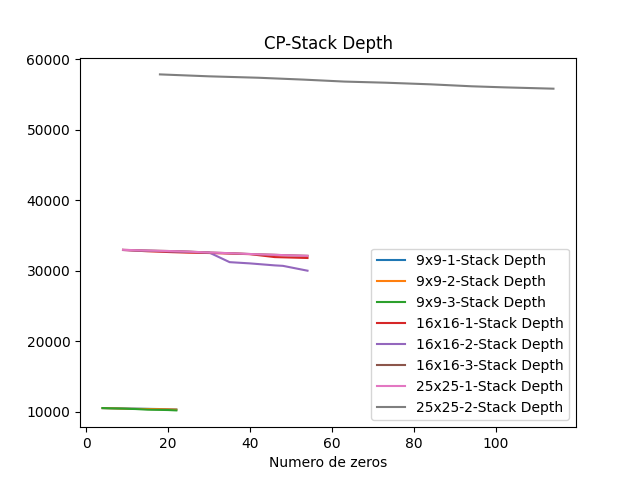 CP-Stack Depth
60000
50000
40000
30000
20000
10000
9x9-1-Stack Depth
9x9-2-Stack Depth
9x9-3-Stack Depth
16x16-1-Stack Depth
16x16-2-Stack Depth
16x16-3-Stack Depth
25x25-1-Stack Depth
25x25-2-Stack Depth
0 20 40 60 80 100
Numero de zeros